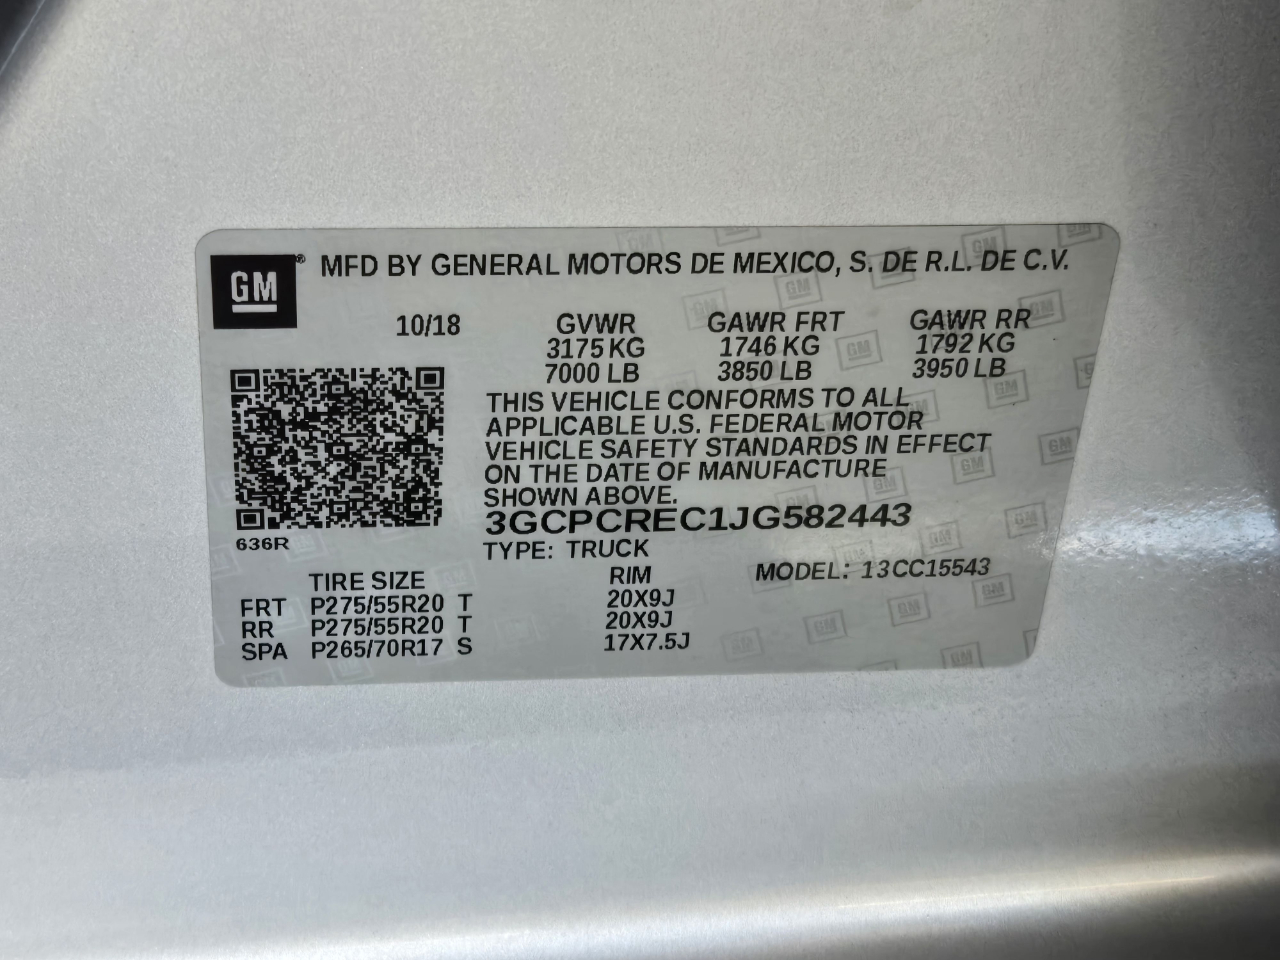 GM ® MFD BY GENERAL MOTORS DE MEXICO, S. DE R.L. DE C.V.
10/18 GVWR GAWR FRT GAWR RR
3175 KG 1746 KG 1792 KG
7000 LB 3850 LB 3950 LB
THIS VEHICLE CONFORMS TO ALL
APPLICABLE U.S. FEDERAL MOTOR
VEHICLE SAFETY STANDARDS IN EFFECT
ON THE DATE OF MANUFACTURE
SHOWN ABOVE.
3GCPCREC1JG582443
636R
TYPE: TRUCK MODEL: 13CC15543
TIRE SIZE RIM
FRT P275/55R20 T 20X9J
RR P275/55R20 T 20X9J
SPA P265/70R17 S 17X7.5J